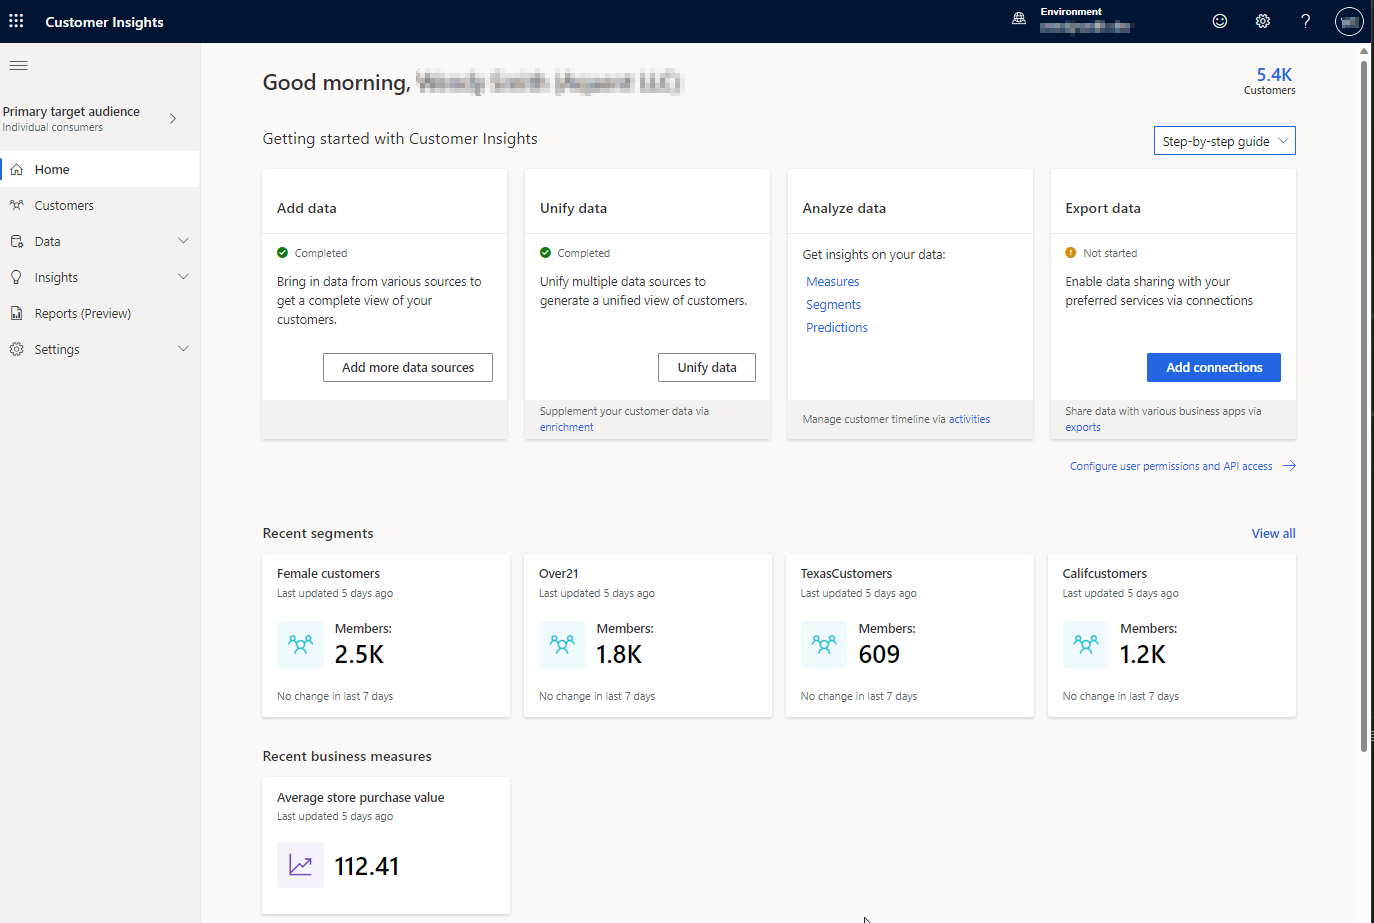 Customer Insights
Environment
?
Good morning,
5.4K
Customers
Primary target audience
Individual consumers
Home
Customers
Data
Insights
Reports (Preview)
Settings
Getting started with Customer Insights
Step-by-step guide
Add data
Completed
Bring in data from various sources to
get a complete view of your
customers.
Add more data sources
Unify data
Completed
Unify multiple data sources to
generate a unified view of customers.
Unify data
Supplement your customer data via
enrichment
Analyze data
Get insights on your data:
Measures
Segments
Predictions
Manage customer timeline via activities
Export data
Not started
Enable data sharing with your
preferred services via connections
Add connections
Share data with various business apps via
exports
Configure user permissions and API access
Recent segments
View all
Female customers
Last updated 5 days ago
Members:
2.5K
No change in last 7 days
Over21
Last updated 5 days ago
Members:
1.8K
No change in last 7 days
TexasCustomers
Last updated 5 days ago
Members:
609
No change in last 7 days
Califcustomers
Last updated 5 days ago
Members:
1.2K
No change in last 7 days
Recent business measures
Average store purchase value
Last updated 5 days ago
112.41